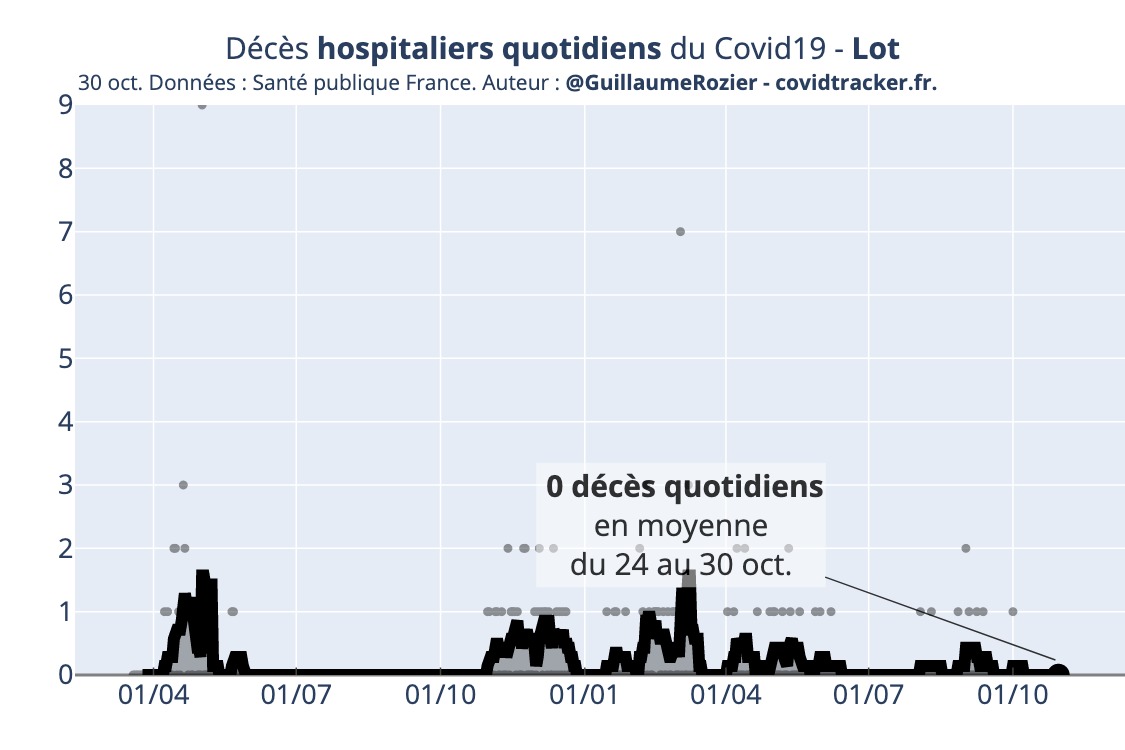 Décès hospitaliers quotidiens du Covid19 - Lot
30 oct. Données : Santé publique France. Auteur : @GuillaumeRozier - covidtracker.fr.
9
8
7
6
5
4
3
2
1
0
0 décès quotidiens
en moyenne
du 24 au 30 oct.
01/04 01/07 01/10 01/01 01/04 01/07 01/10